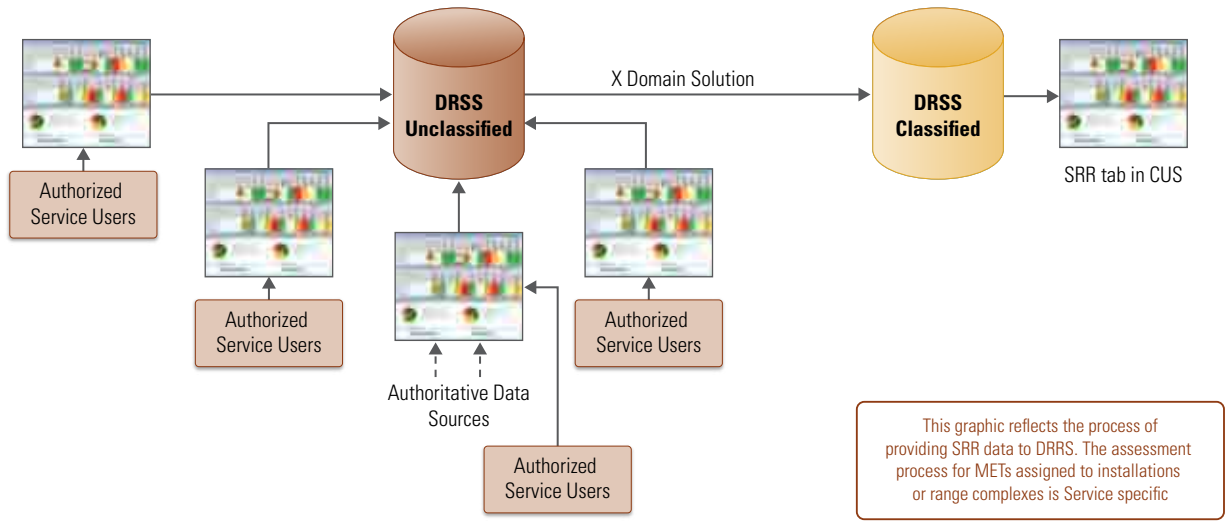 DRSS
Unclassified
X Domain Solution
DRSS
Classified
SRR tab in CUS
Authorized
Service Users
Authorized
Service Users
Authorized
Service Users
Authoritative Data
Sources
Authorized
Service Users
This graphic reflects the process of
providing SRR data to DRRS. The assessment
process for METs assigned to installations
or range complexes is Service specific